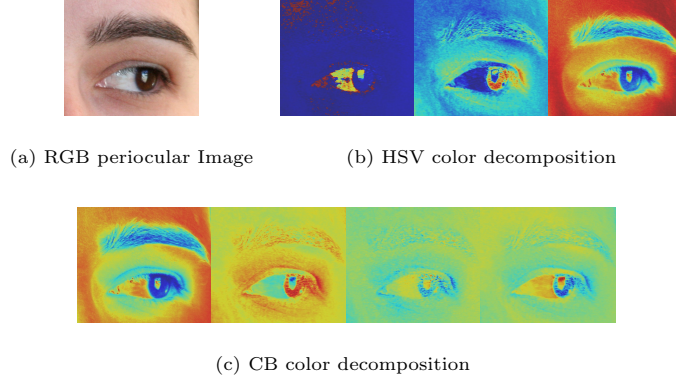 (a) RGB periocular Image
(b) HSV color decomposition
(c) CB color decomposition